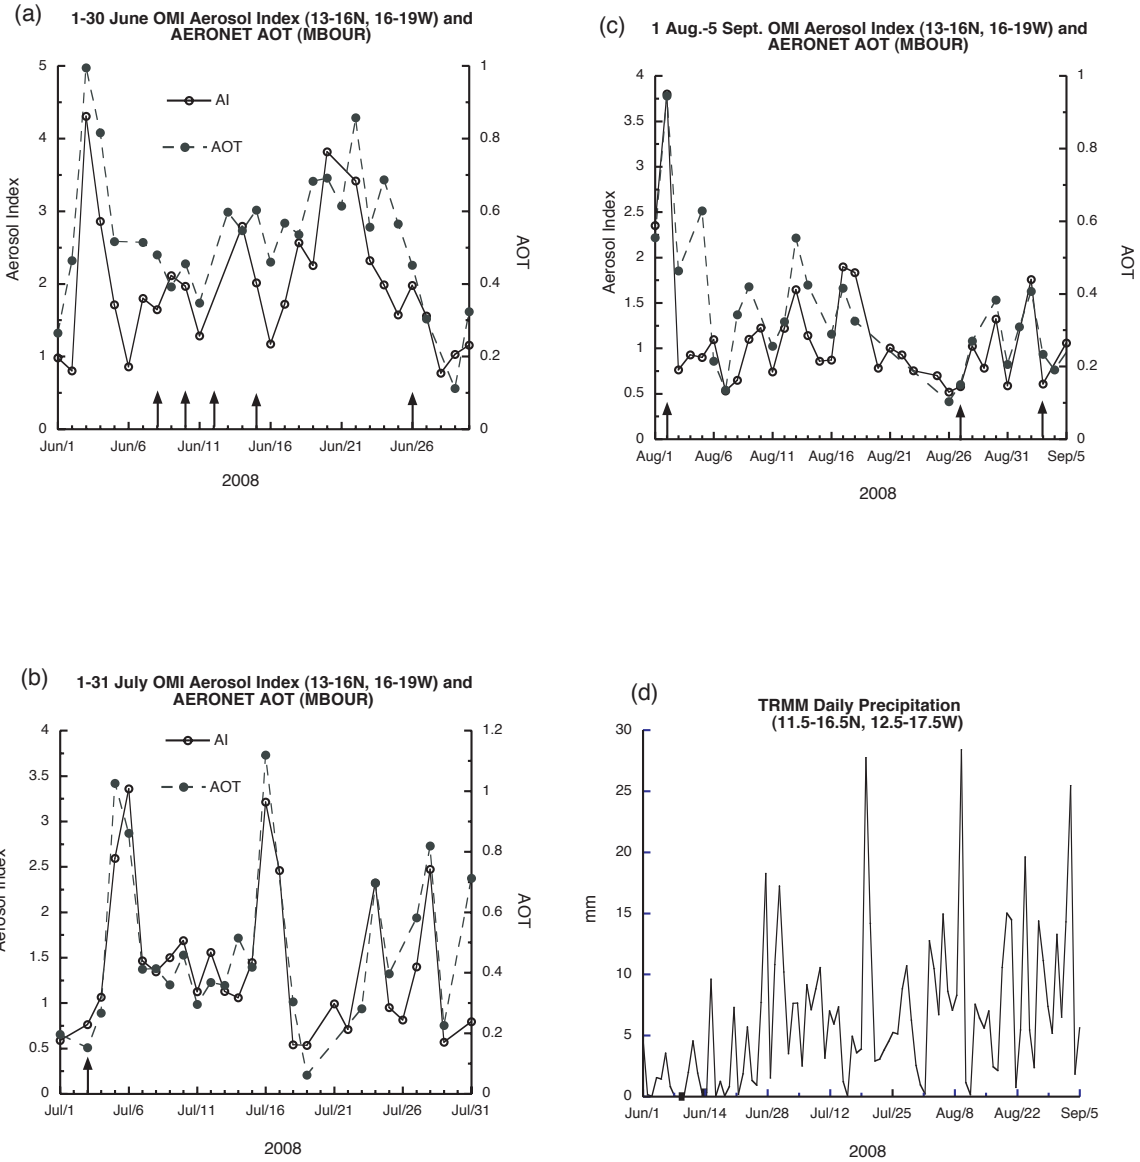 (a)
1-30 June OMI Aerosol Index (13-16N, 16-19W) and
AERONET AOT (MBOUR)
5
4
3
2
1
0
1
0.8
0.6
0.4
0.2
0
AI
AOT
Aerosol Index
AOT
Jun/1 Jun/6 Jun/11 Jun/16 Jun/21 Jun/26
2008
(c)
1 Aug.-5 Sept. OMI Aerosol Index (13-16N, 16-19W) and
AERONET AOT (MBOUR)
4
3.5
3
2.5
2
1.5
1
0.5
0
1
0.8
0.6
0.4
0.2
0
Aerosol Index
AOT
Aug/1 Aug/6 Aug/11 Aug/16 Aug/21 Aug/26 Aug/31 Sep/5
2008
(b)
1-31 July OMI Aerosol Index (13-16N, 16-19W) and
AERONET AOT (MBOUR)
4
3.5
3
2.5
2
1.5
1
0.5
0
1.2
1
0.8
0.6
0.4
0.2
0
AI
AOT
Aerosol Index
AOT
Jul/1 Jul/6 Jul/11 Jul/16 Jul/21 Jul/26 Jul/31
2008
(d)
TRMM Daily Precipitation
(11.5-16.5N, 12.5-17.5W)
30
25
20
15
10
5
0
mm
Jun/1 Jun/14 Jun/28 Jul/12 Jul/25 Aug/8 Aug/22 Sep/5
2008